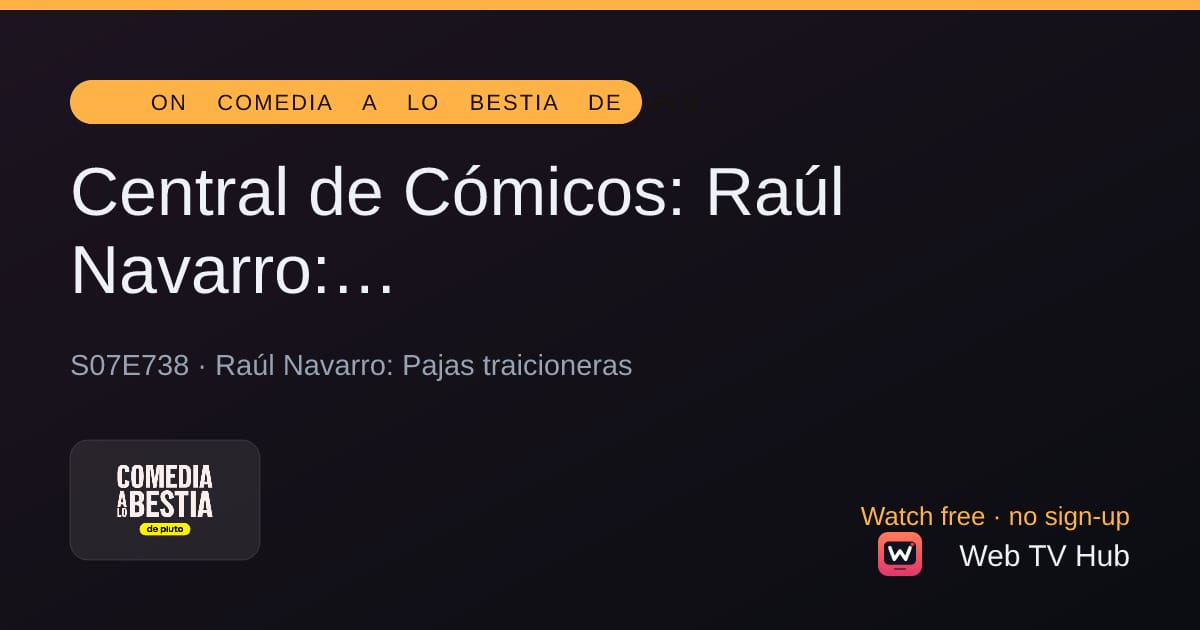 ON COMEDIA A LO BESTIA DE
Central de Cómicos: Raúl
Navarro:…
S07E738 · Raúl Navarro: Pajas traicioneras
COMEDIA
A LO BESTIA
de pluto
Watch free · no sign-up
W
Web TV Hub